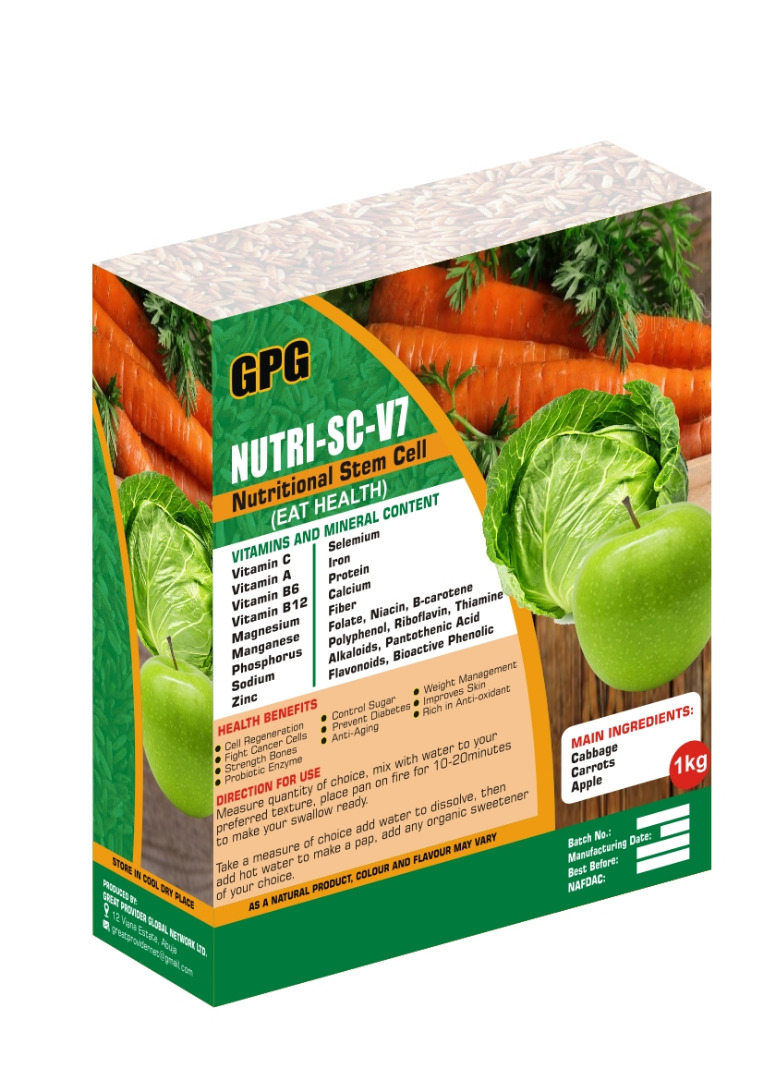 GPG
NUTRI-SC-V7
Nutritional Stem Cell
(EAT HEALTH)
VITAMINS AND MINERAL CONTENT
Vitamin C
Vitamin A
Vitamin B6
Vitamin B12
Magnesium
Manganese
Phosphorus
Sodium
Zinc
Selemium
Iron
Protein
Calcium
Fiber
Folate, Niacin, B-carotene
Polyphenol, Riboflavin, Thiamine
Alkaloids, Pantothenic Acid
Flavonoids, Bioactive Phenolic
HEALTH BENEFITS
• Cell Regeneration
• Fight Cancer Cells
• Strength Bones
• Probiotic Enzyme
• Control Sugar
• Prevent Diabetes
• Anti-Aging
• Weight Management
• Improves Skin
• Rich in Anti-oxidant
DIRECTION FOR USE
Measure quantity of choice, mix with water to your
preferred texture, place pan on fire for 10-20minutes
to make your swallow ready.
Take a measure of choice add water to dissolve, then
add hot water to make a pap, add any organic sweetener
of your choice.
AS A NATURAL PRODUCT, COLOUR AND FLAVOUR MAY VARY
MAIN INGREDIENTS:
Cabbage
Carrots
Apple
1kg
Batch No.:
Manufacturing Date:
Best Before:
NAFDAC:
STORE IN COOL DRY PLACE
PRODUCED BY:
GREAT PROVIDER GLOBAL NETWORK LTD.
12 Viana Estate, Abuja
greatprovidernet@gmail.com